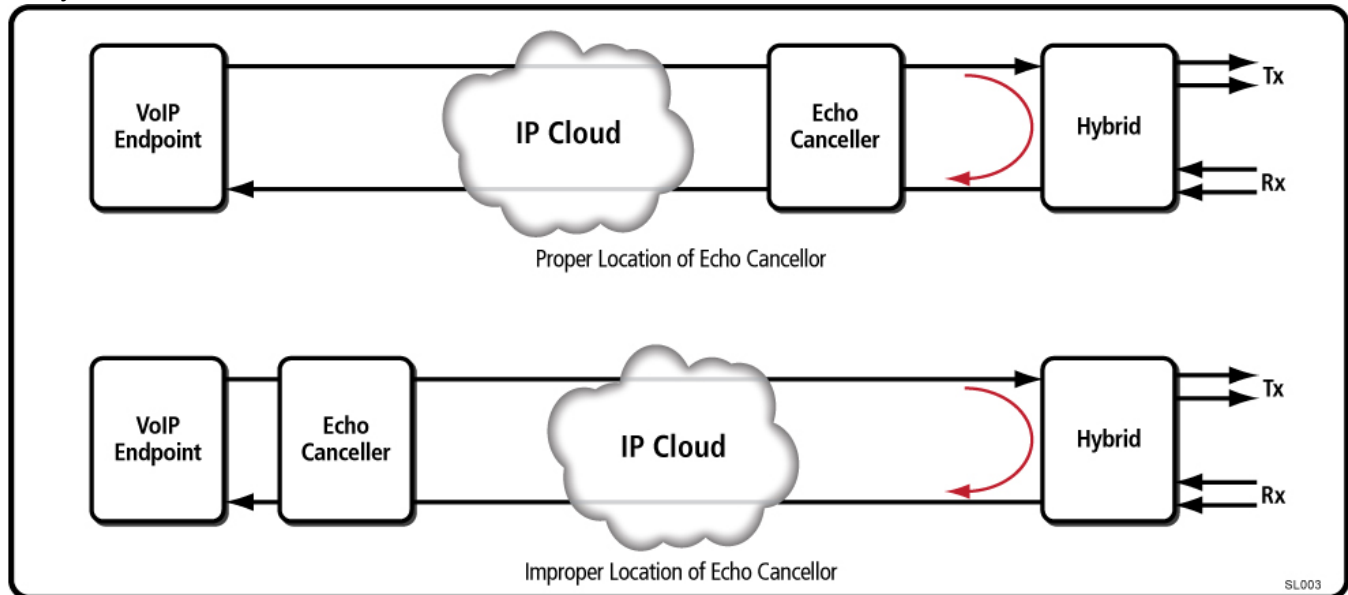 VoIP
Endpoint
IP Cloud
Echo
Canceller
Hybrid
Tx
Rx
Proper Location of Echo Cancellor
VoIP
Endpoint
Echo
Canceller
IP Cloud
Hybrid
Tx
Rx
Improper Location of Echo Cancellor
SL003